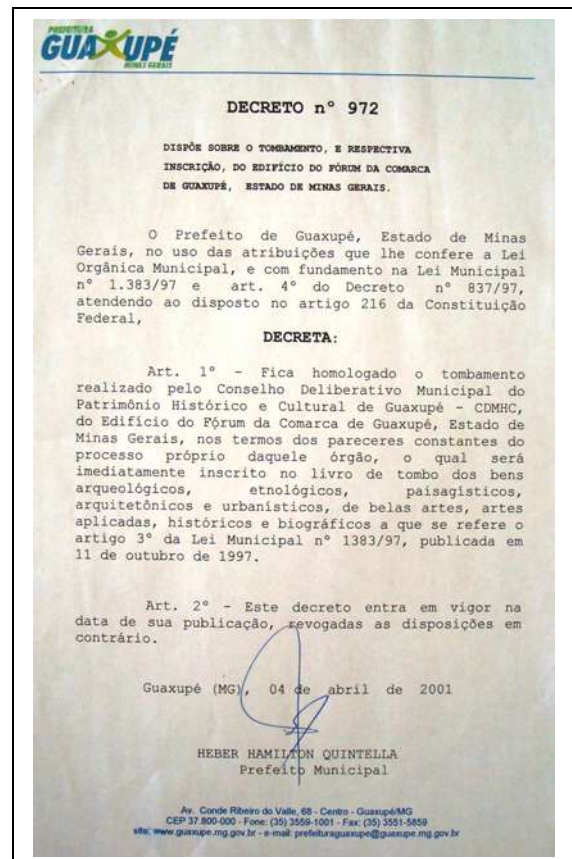 PREFEITURA
GUAXUPÉ
MINAS GERAIS
DECRETO nº 972
DISPÕE SOBRE O TOMBAMENTO, E RESPECTIVA
INSCRIÇÃO, DO EDIFÍCIO DO FÓRUM DA COMARCA
DE GUAXUPÉ, ESTADO DE MINAS GERAIS.
O Prefeito de Guaxupé, Estado de Minas
Gerais, no uso das atribuições que lhe confere a Lei
Orgânica Municipal, e com fundamento na Lei Municipal
nº 1.383/97 e art. 4º do Decreto nº 837/97,
atendendo ao disposto no artigo 216 da Constituição
Federal,
DECRETA:
Art. 1º - Fica homologado o tombamento
realizado pelo Conselho Deliberativo Municipal do
Patrimônio Histórico e Cultural de Guaxupé - CDMHC,
do Edifício do Fórum da Comarca de Guaxupé, Estado de
Minas Gerais, nos termos dos pareceres constantes do
processo próprio daquele órgão, o qual será
imediatamente inscrito no livro de tombo dos bens
arqueológicos, etnológicos, paisagísticos,
arquitetônicos e urbanísticos, de belas artes, artes
aplicadas, históricos e biográficos a que se refere o
artigo 3º da Lei Municipal nº 1383/97, publicada em
11 de outubro de 1997.
Art. 2º - Este decreto entra em vigor na
data de sua publicação, revogadas as disposições em
contrário.
Guaxupé (MG), 04 de abril de 2001
HEBER HAMILTON QUINTELLA
Prefeito Municipal
Av. Conde Ribeiro do Valle, 68 - Centro - Guaxupé/MG
CEP 37.800-000 - Fone: (35) 3559-1001 - Fax: (35) 3551-5859
site: www.guaxupe.mg.gov.br - e-mail: prefeituraguaxupe@guaxupe.mg.gov.br